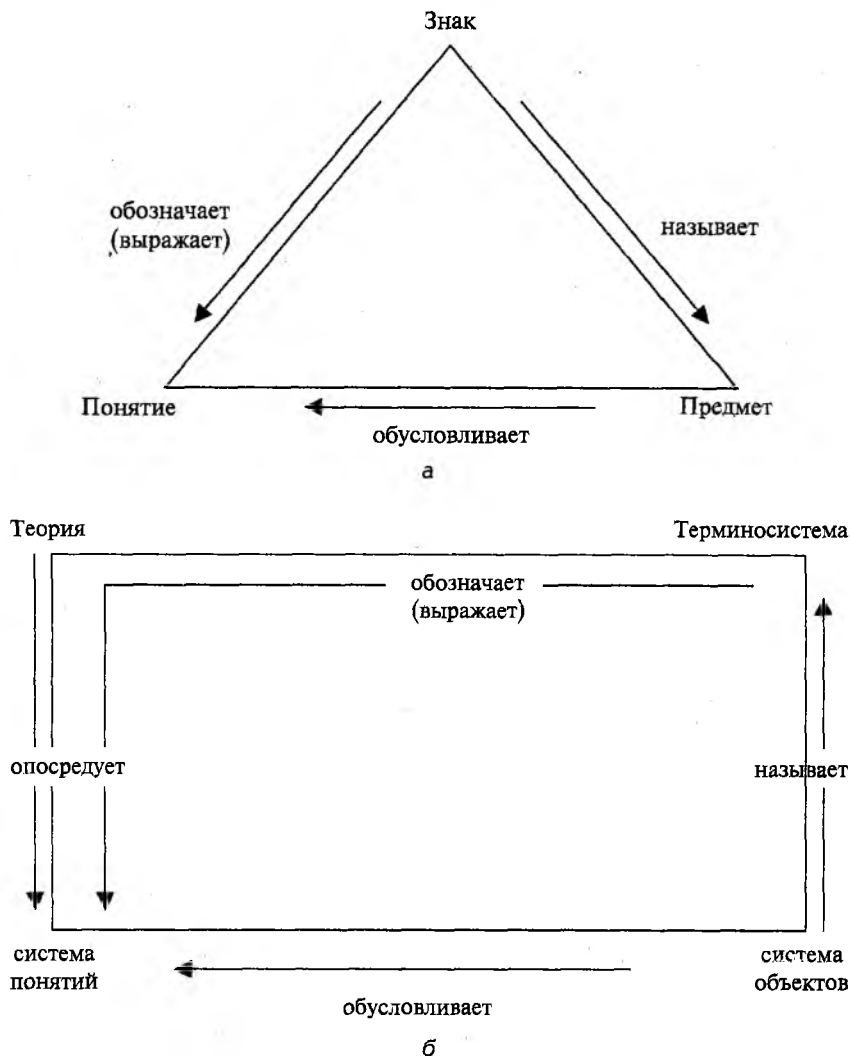 Знак
обозначает
(выражает)
называет
Понятие
Предмет
обусловливает
а
Теория
Терминосистема
обозначает
(выражает)
опосредует
называет
система
понятий
система
объектов
обусловливает
б